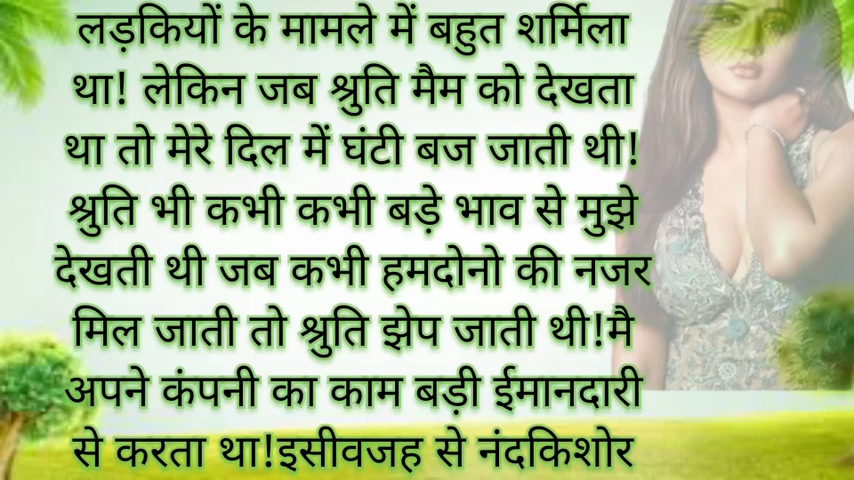 लड़कियों के मामले में बहुत शर्मिला
था! लेकिन जब श्रुति मैम को देखता
था तो मेरे दिल में घंटी बज जाती थी!
श्रुति भी कभी कभी बड़े भाव से मुझे
देखती थी जब कभी हमदोनो की नजर
मिल जाती तो श्रुति झेप जाती थी!मै
अपने कंपनी का काम बड़ी ईमानदारी
से करता था!इसीवजह से नंदकिशोर